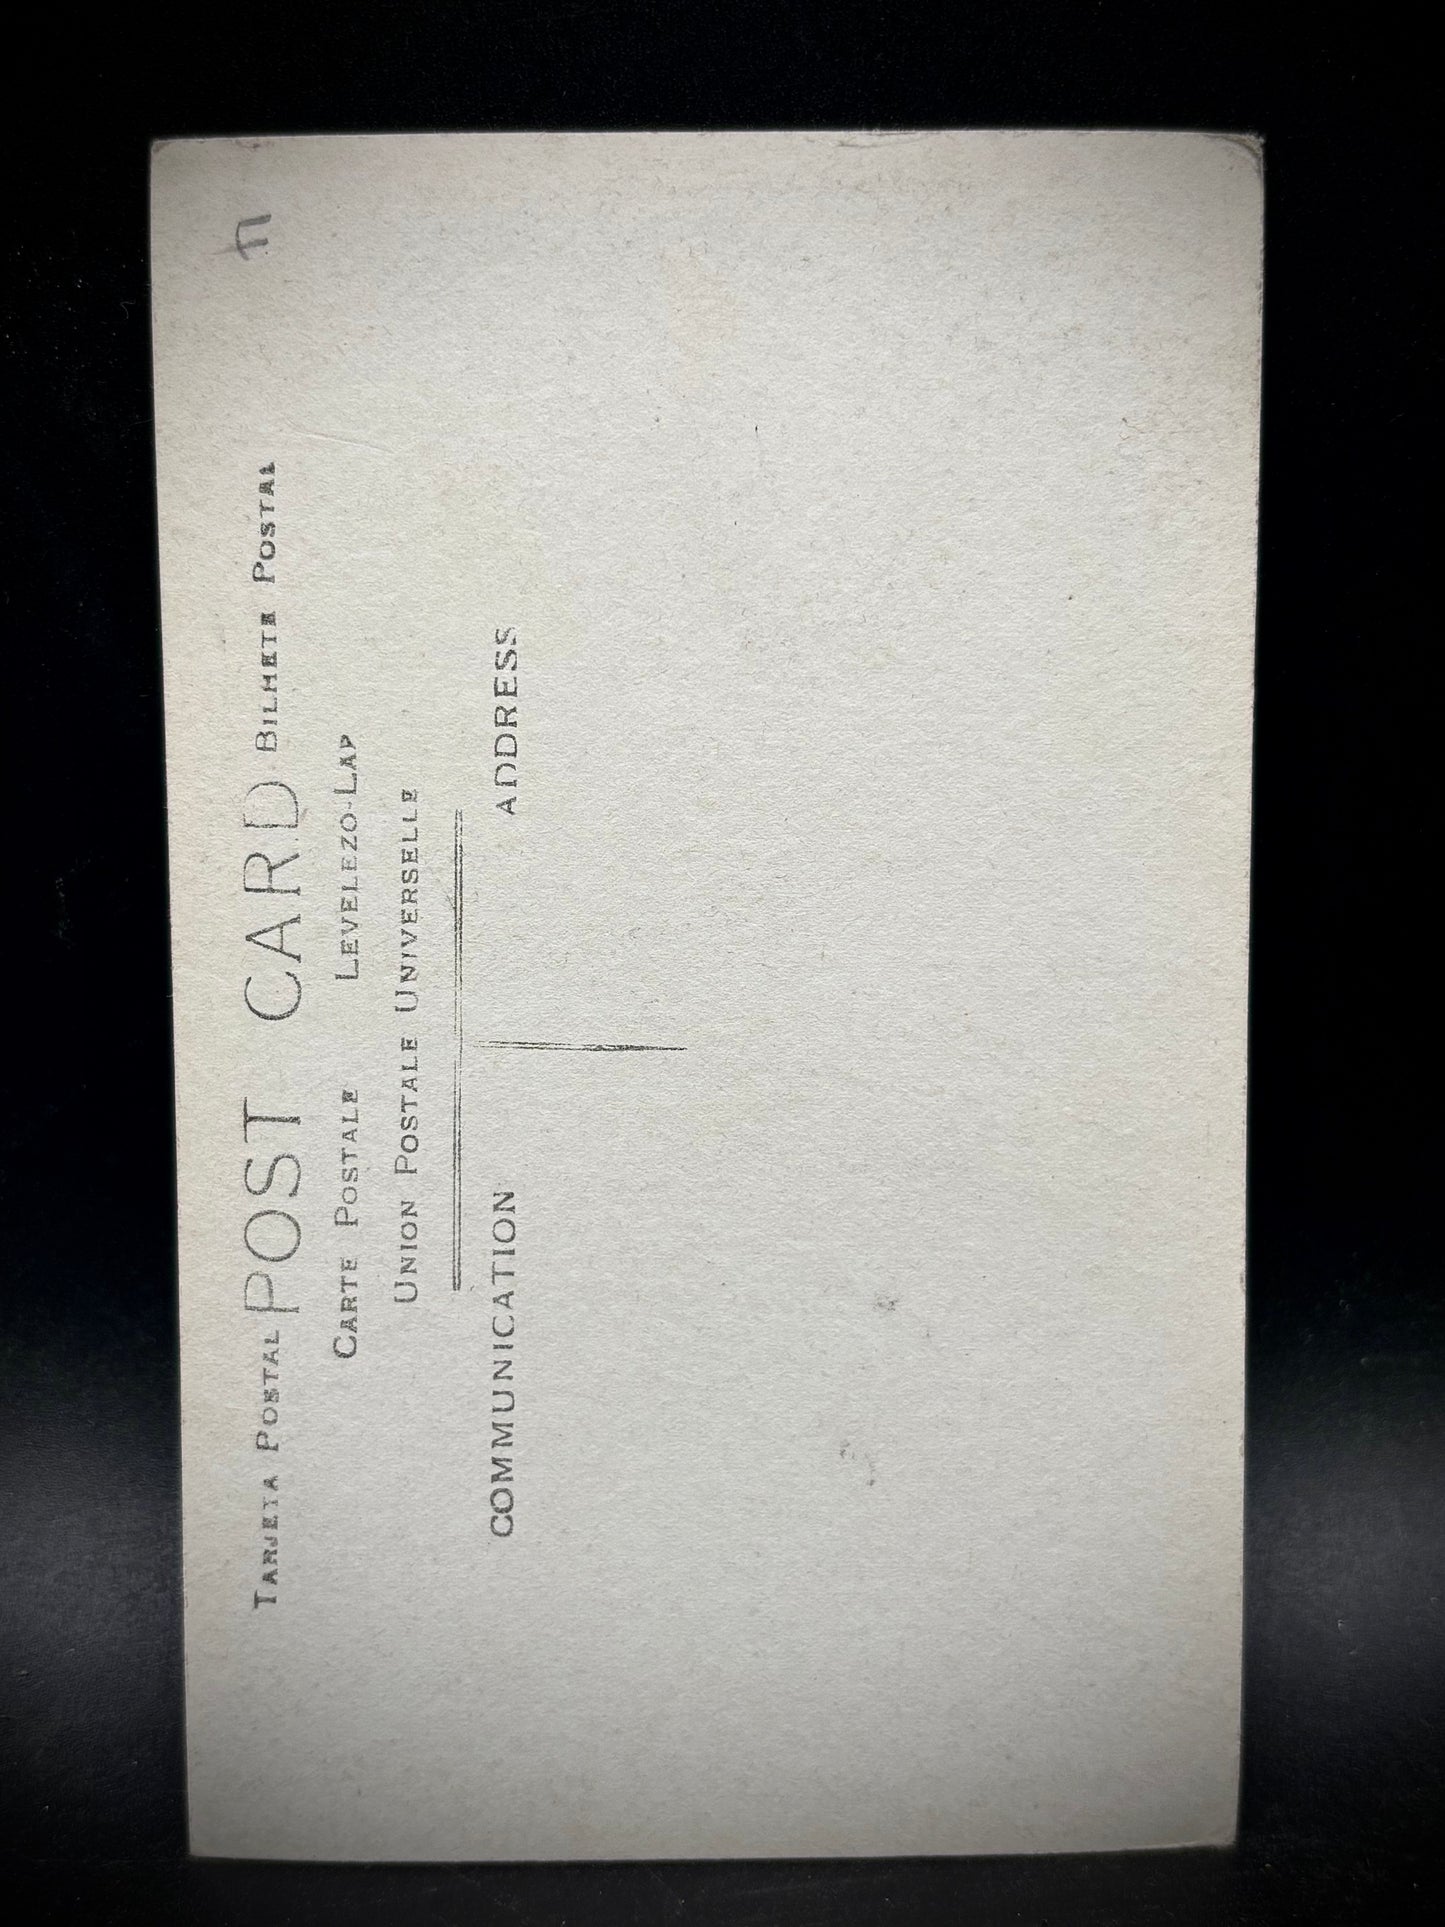 TARJETA POSTAL POST CARD BILHETE POSTAL
CARTE POSTALE LEVELEZO-LAP
UNION POSTALE UNIVERSELLE
COMMUNICATION ADDRESS